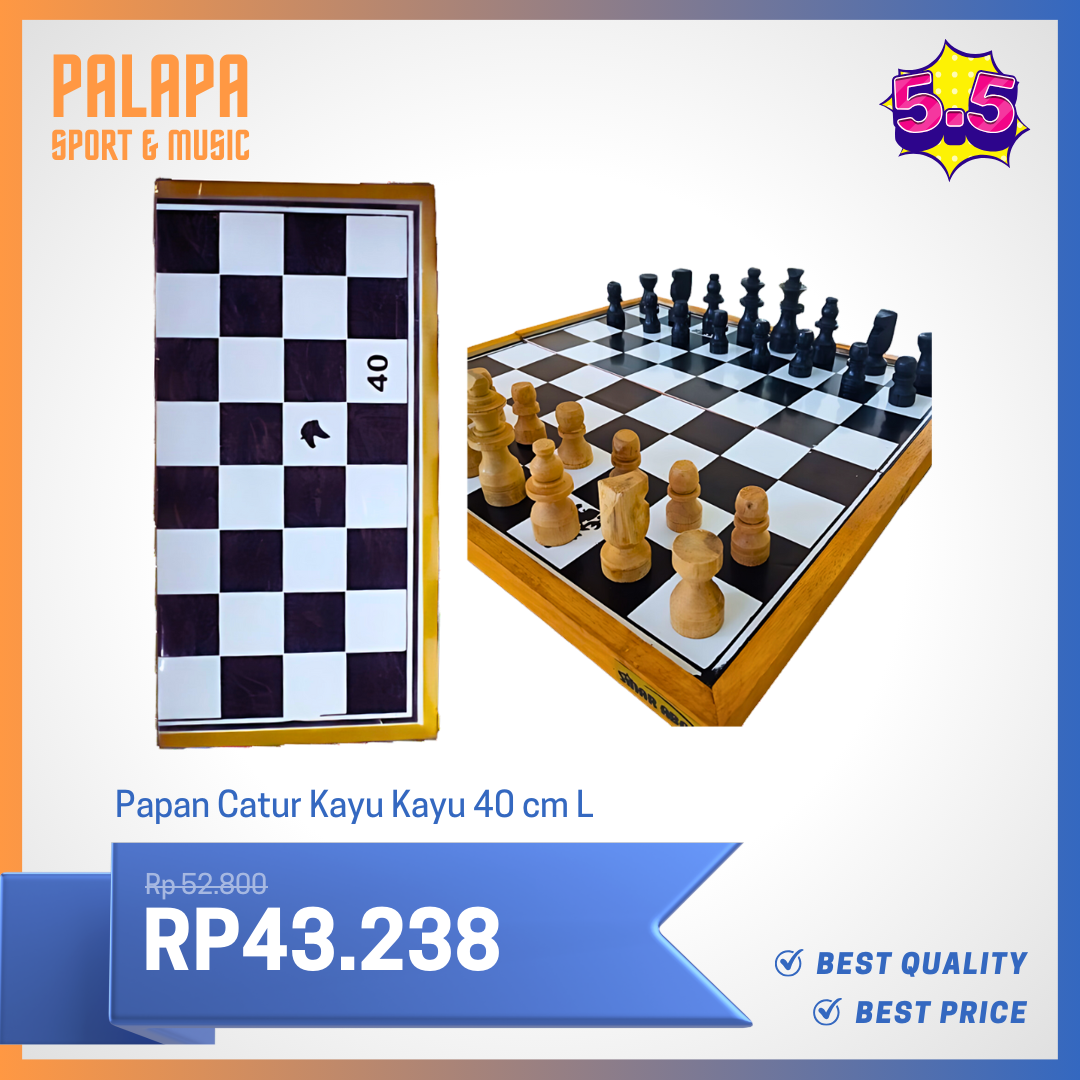 PALAPA
SPORT & MUSIC
5.5
40
Papan Catur Kayu Kayu 40 cm L
Rp 52.800
RP43.238
BEST QUALITY
BEST PRICE